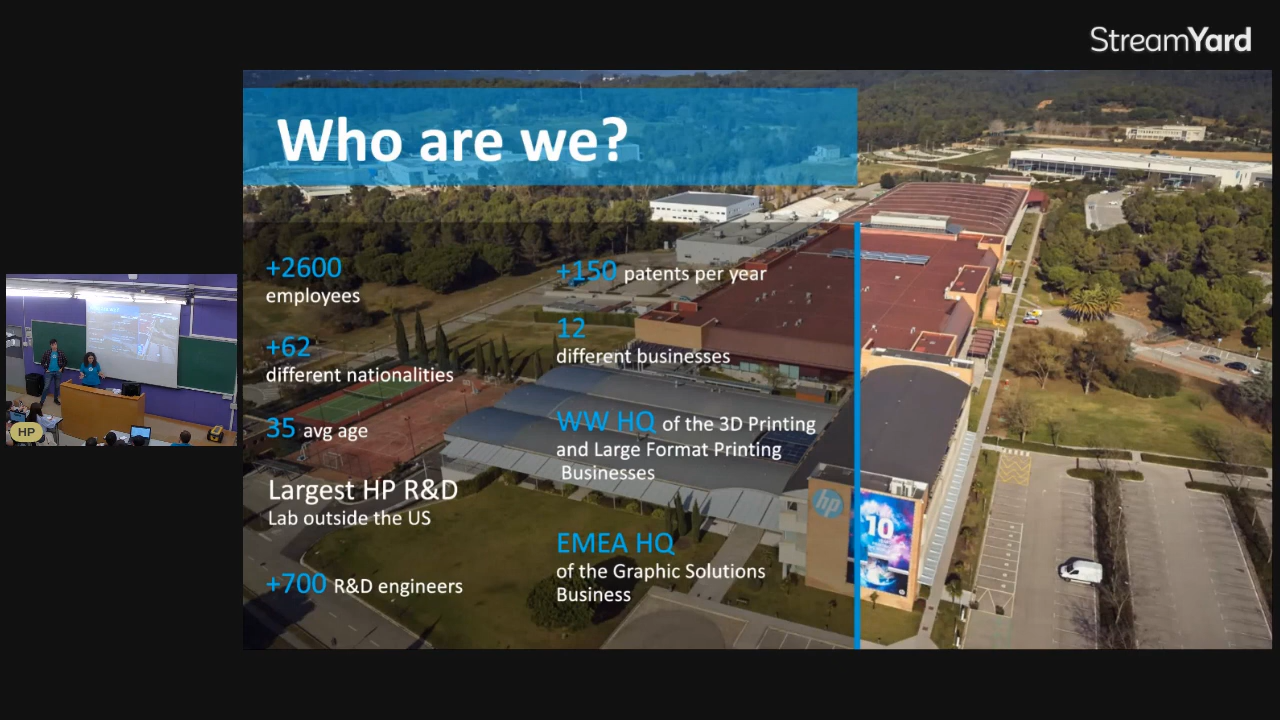 StreamYard
Who are we?
+2600
employees
+62
different nationalities
35 avg age
Largest HP R&D
Lab outside the US
+700 R&D engineers
+150 patents per year
12
different businesses
WW HQ of the 3D Printing
and Large Format Printing
Businesses
EMEA HQ
of the Graphic Solutions
Business
hp
10
HP